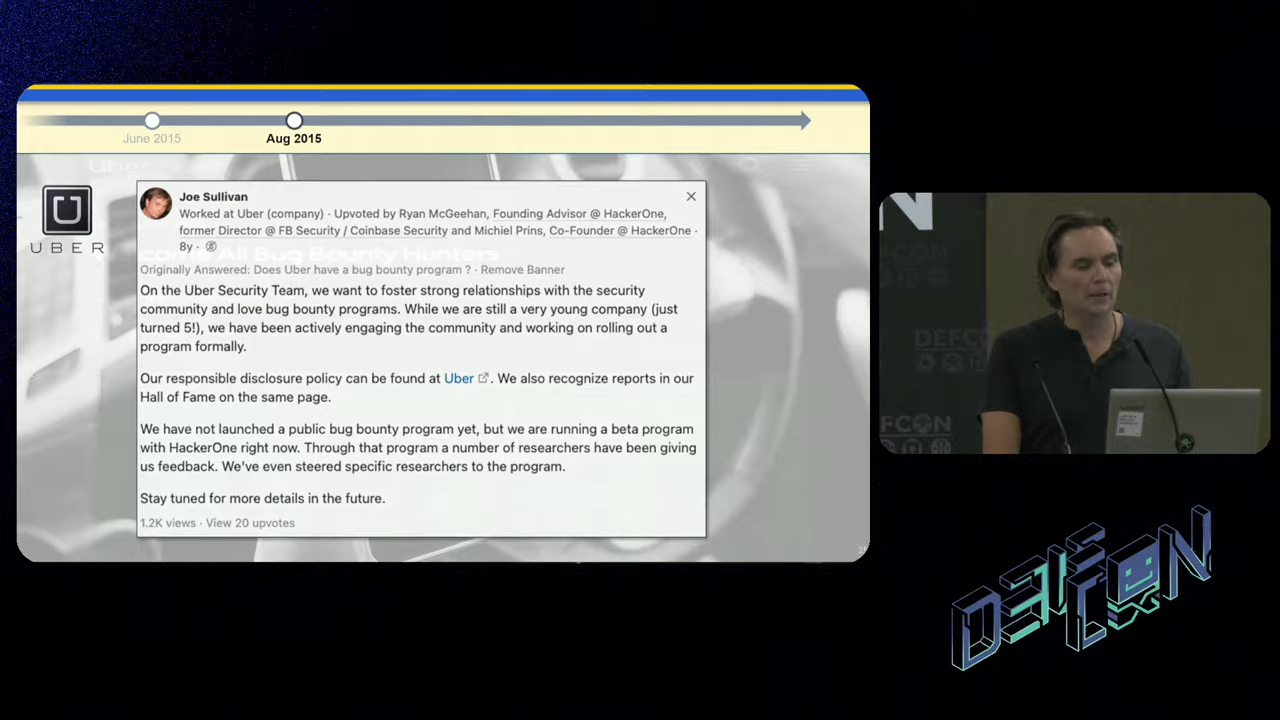 June 2015
Aug 2015
UBER
Joe Sullivan
Worked at Uber (company) · Upvoted by Ryan McGeehan, Founding Advisor @ HackerOne,
former Director @ FB Security / Coinbase Security and Michiel Prins, Co-Founder @ HackerOne ·
8y ·
All Bug Bounty Hunters
Originally Answered: Does Uber have a bug bounty program ? · Remove Banner
On the Uber Security Team, we want to foster strong relationships with the security
community and love bug bounty programs. While we are still a very young company (just
turned 5!), we have been actively engaging the community and working on rolling out a
program formally.
Our responsible disclosure policy can be found at Uber. We also recognize reports in our
Hall of Fame on the same page.
We have not launched a public bug bounty program yet, but we are running a beta program
with HackerOne right now. Through that program a number of researchers have been giving
us feedback. We've even steered specific researchers to the program.
Stay tuned for more details in the future.
1.2K views · View 20 upvotes
N
DEFCON
DEFCON
DEFCON